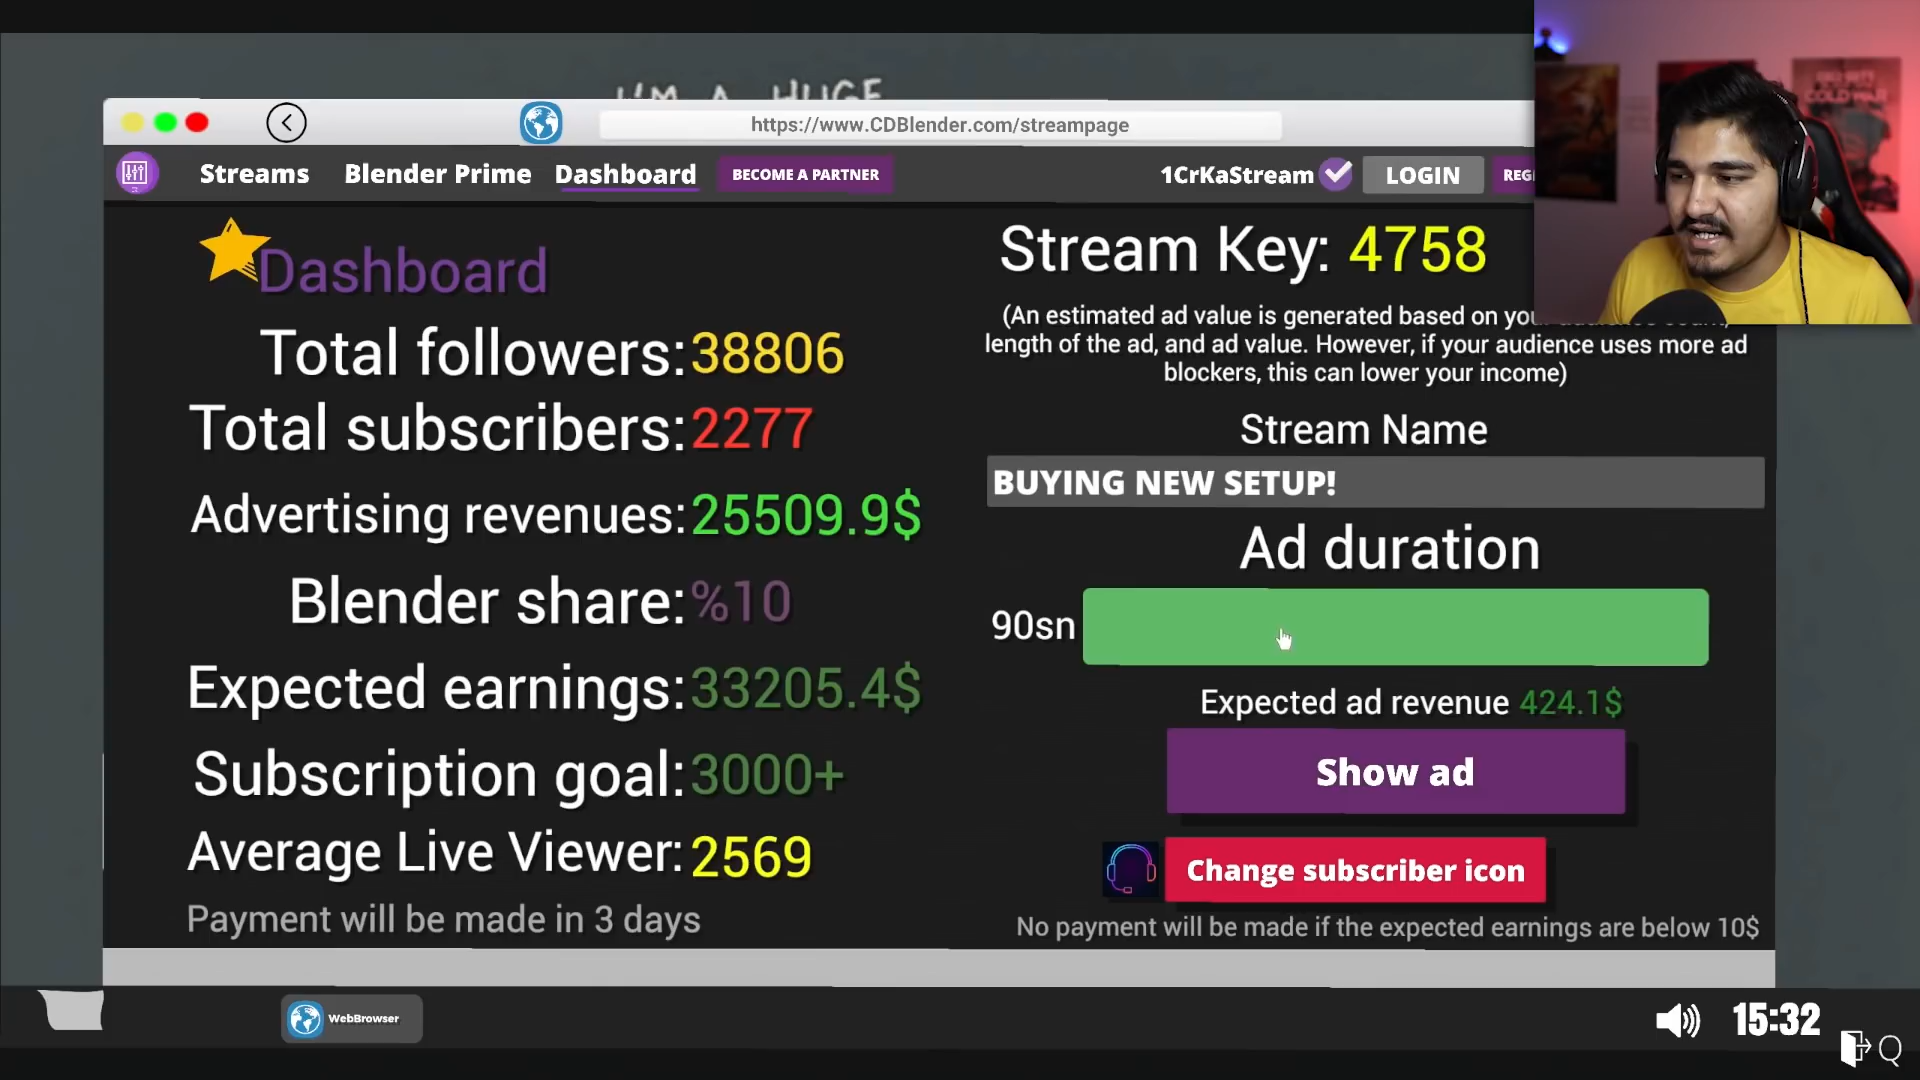 I'M A HUGE
https://www.CDBlender.com/streampage
Streams Blender Prime Dashboard BECOME A PARTNER 1CrKaStream LOGIN
Dashboard
Total followers:38806
Total subscribers:2277
Advertising revenues:25509.9$
Blender share:%10
Expected earnings:33205.4$
Subscription goal:3000+
Average Live Viewer:2569
Payment will be made in 3 days
Stream Key: 4758
(An estimated ad value is generated based on
length of the ad, and ad value. However, if your audience uses more ad
blockers, this can lower your income)
Stream Name
BUYING NEW SETUP!
Ad duration
90sn
Expected ad revenue 424.1$
Show ad
Change subscriber icon
No payment will be made if the expected earnings are below 10$
COLD WAR
WebBrowser
15:32
Q